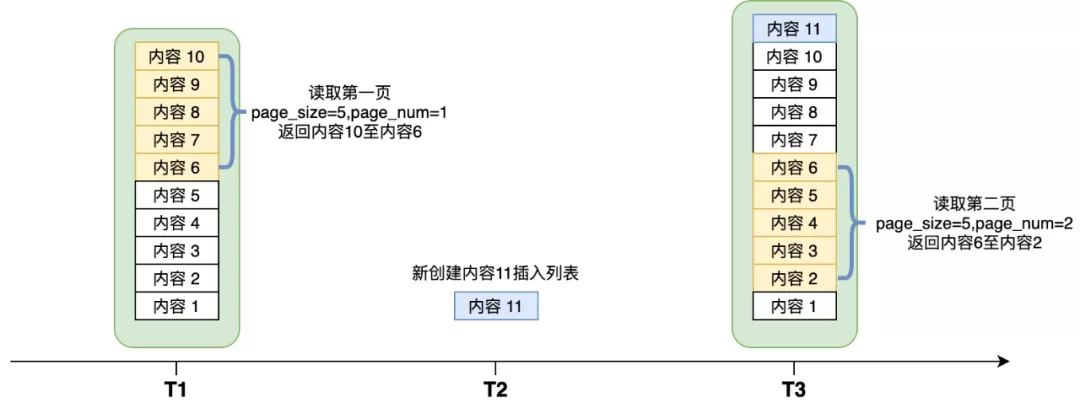 内容 10
内容 9
内容 8
内容 7
内容 6
内容 5
内容 4
内容 3
内容 2
内容 1
读取第一页
page_size=5,page_num=1
返回内容10至内容6
新创建内容11插入列表
内容 11
内容 11
内容 10
内容 9
内容 8
内容 7
内容 6
内容 5
内容 4
内容 3
内容 2
内容 1
读取第二页
page_size=5,page_num=2
返回内容6至内容2
T1
T2
T3